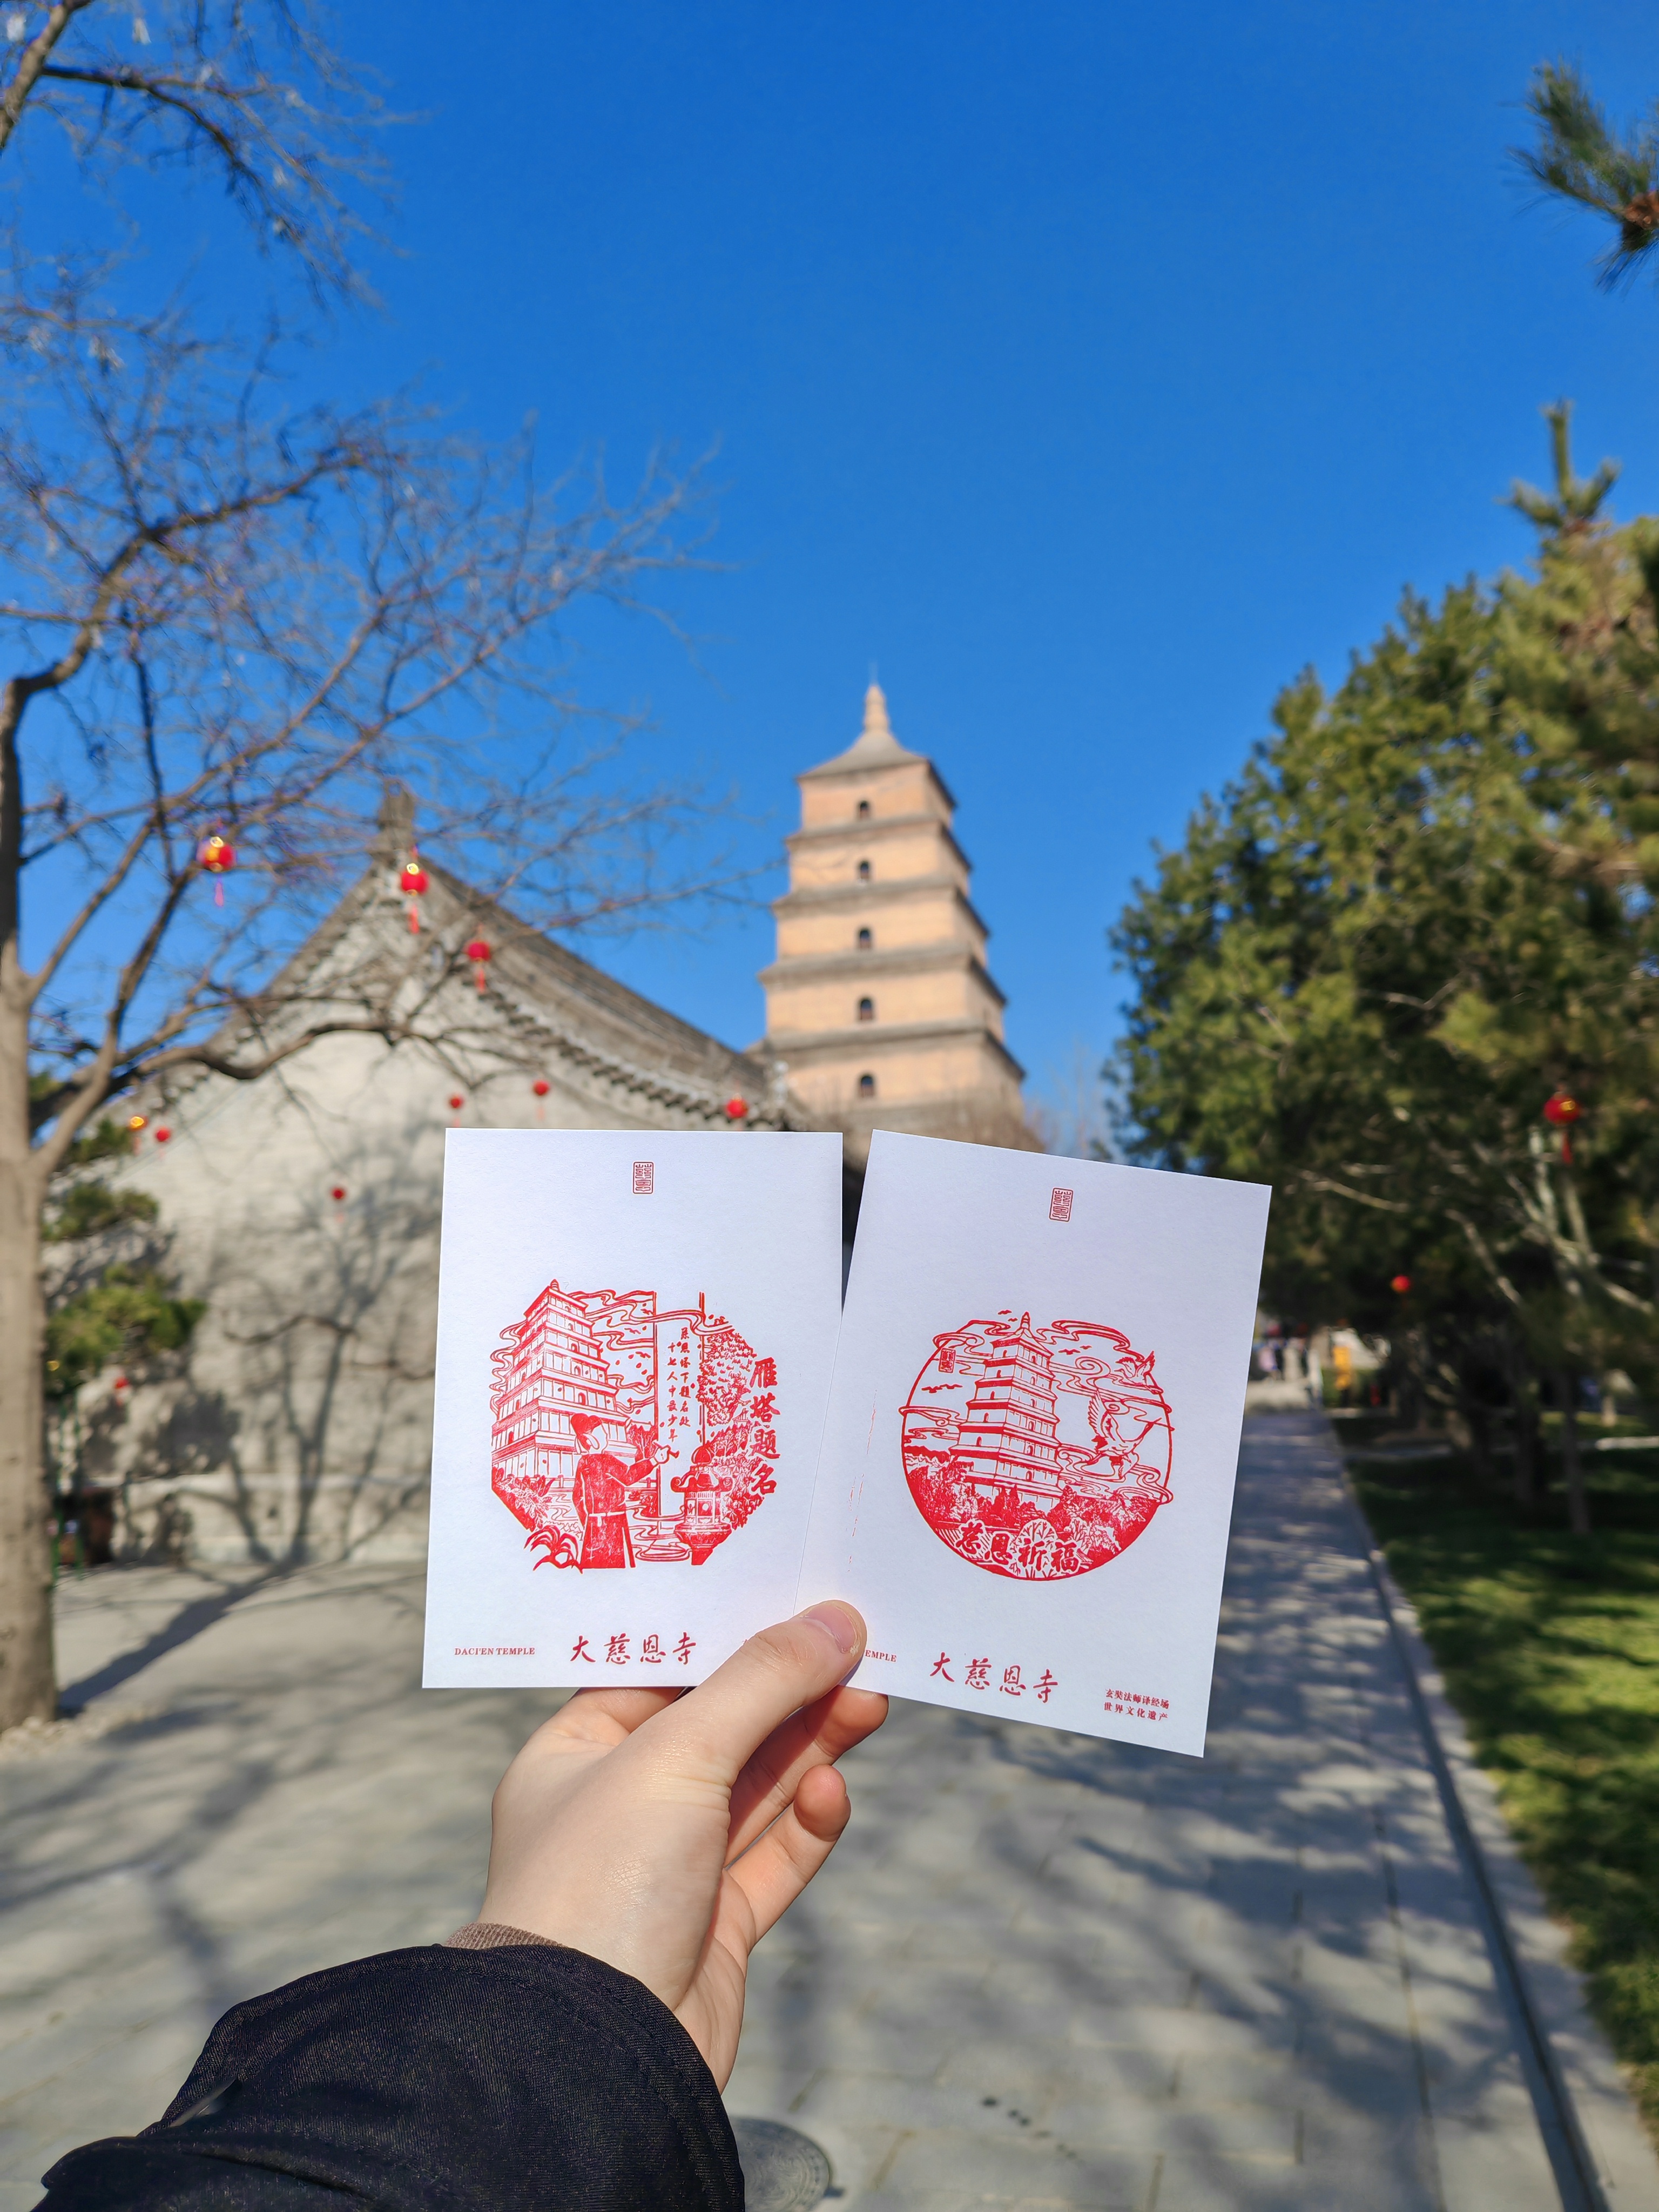 慈恩塔下题名处
十七人中最少年
雁塔题名
DACI'EN TEMPLE
大慈恩寺
慈恩祈福
EMPLE
大慈恩寺
玄奘法师译经场
世界文化遗产